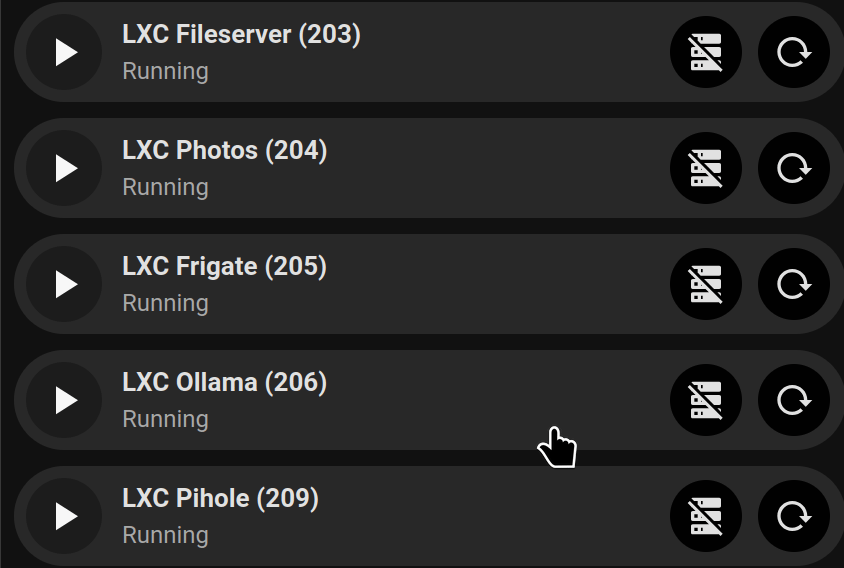 LXC Fileserver (203)
Running
LXC Photos (204)
Running
LXC Frigate (205)
Running
LXC Ollama (206)
Running
LXC Pihole (209)
Running